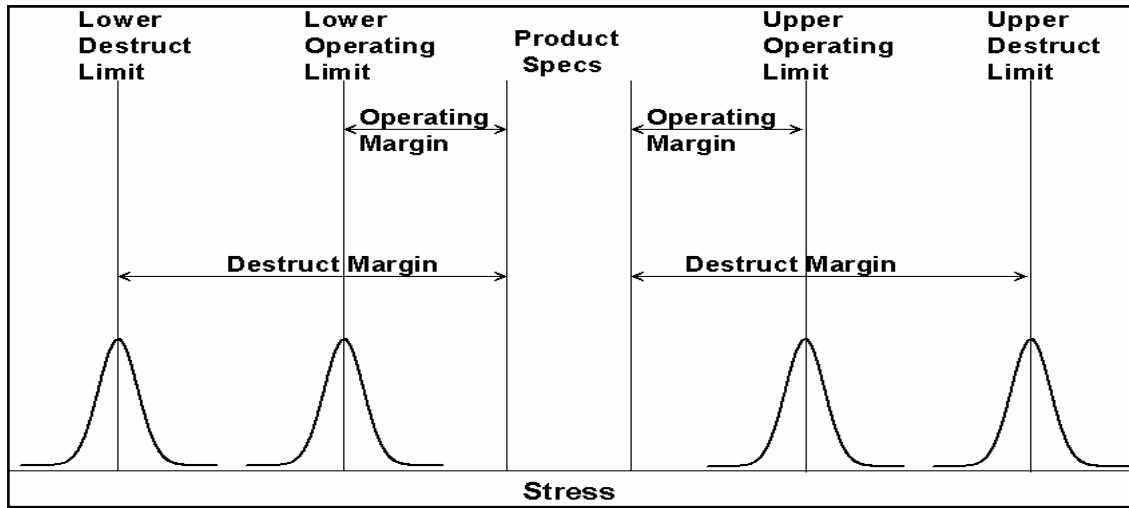 Lower
Destruct
Limit
Lower
Operating
Limit
Product
Specs
Upper
Operating
Limit
Upper
Destruct
Limit
Operating
Margin
Operating
Margin
Destruct Margin
Destruct Margin
Stress